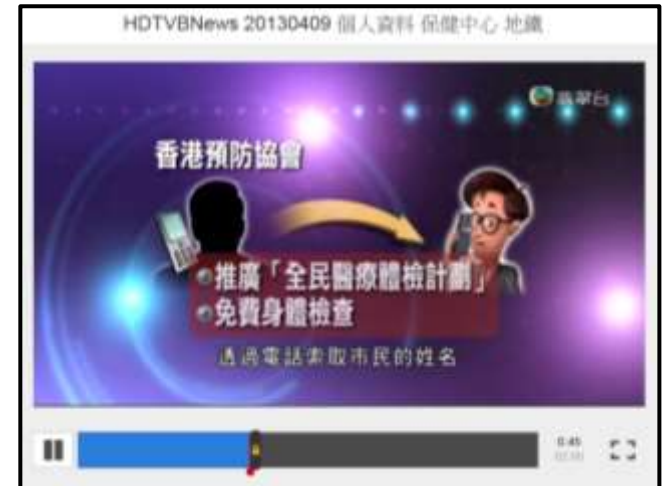 HDTVBNews 20130409 個人資料 保健中心 地鐵
翡翠台
香港預防協會
推廣「全民醫療體檢計劃」
免費身體檢查
透過電話索取市民的姓名
0:45